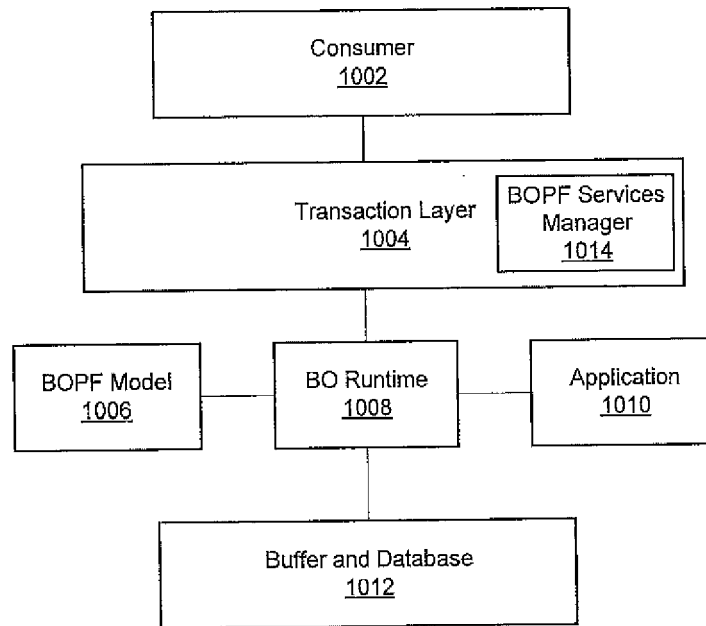 Consumer
1002
Transaction Layer
1004
BOPF Services
Manager
1014
BOPF Model
1006
BO Runtime
1008
Application
1010
Buffer and Database
1012